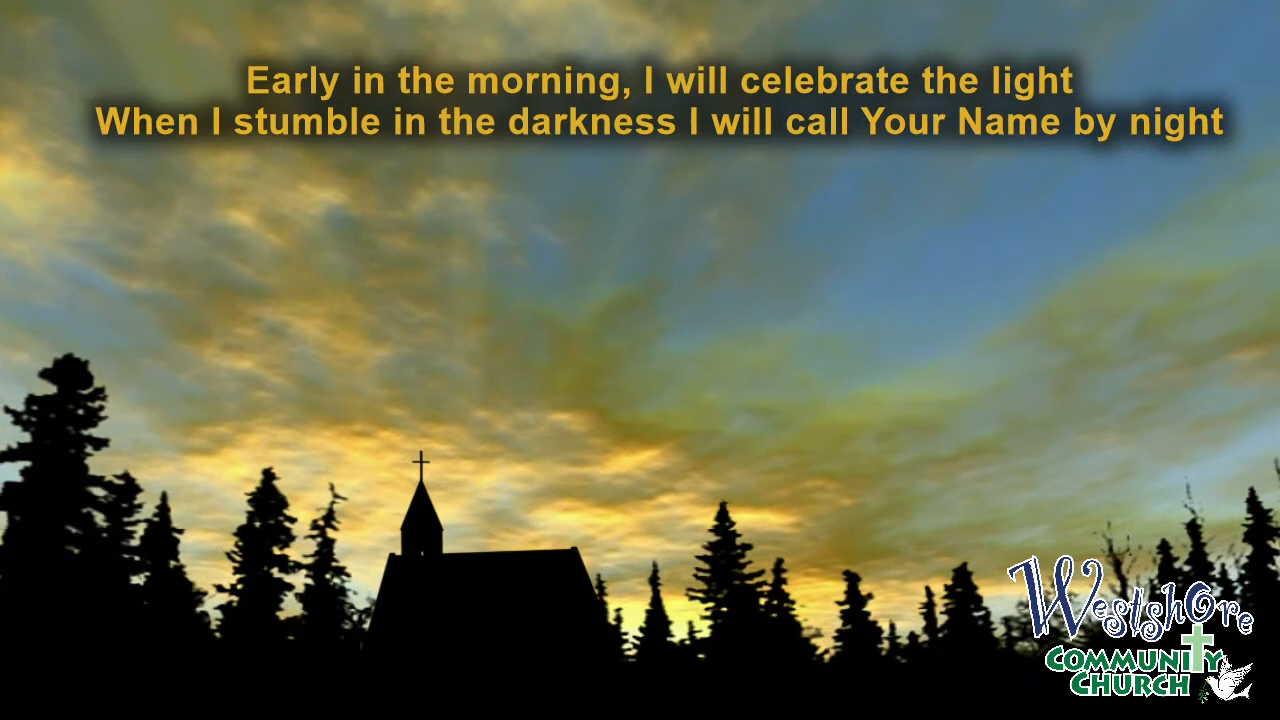 Early in the morning, I will celebrate the light
When I stumble in the darkness I will call Your Name by night
Westshore
COMMUNITY
CHURCH